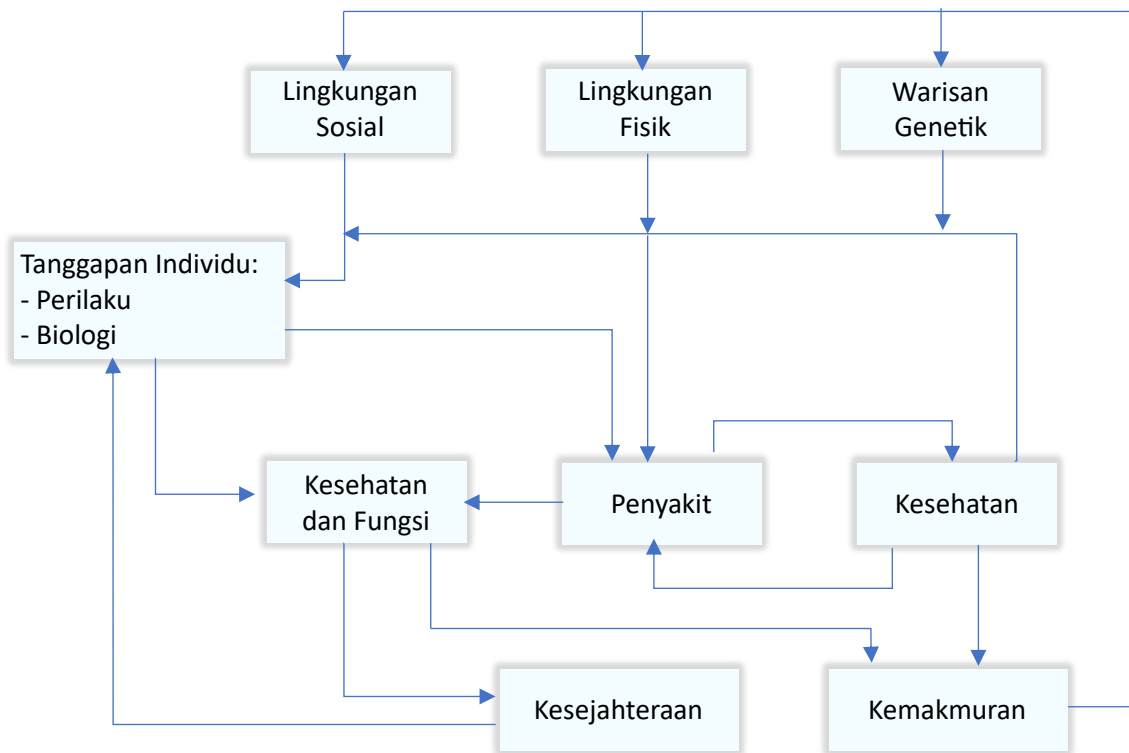 Lingkungan
Sosial
Lingkungan
Fisik
Warisan
Genetik
Tanggapan Individu:
- Perilaku
- Biologi
Kesehatan
dan Fungsi
Penyakit
Kesehatan
Kesejahteraan
Kemakmuran